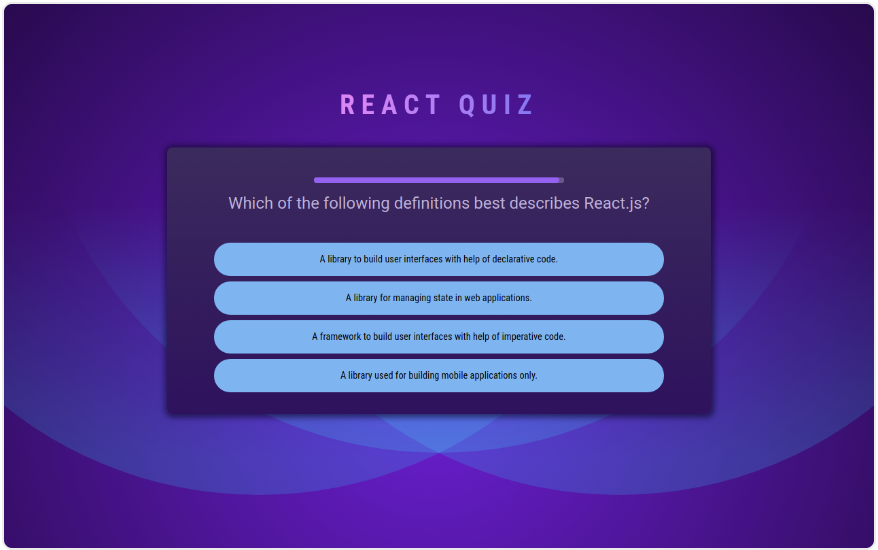 REACT QUIZ
Which of the following definitions best describes React.js?
A library to build user interfaces with help of declarative code.
A library for managing state in web applications.
A framework to build user interfaces with help of imperative code.
A library used for building mobile applications only.